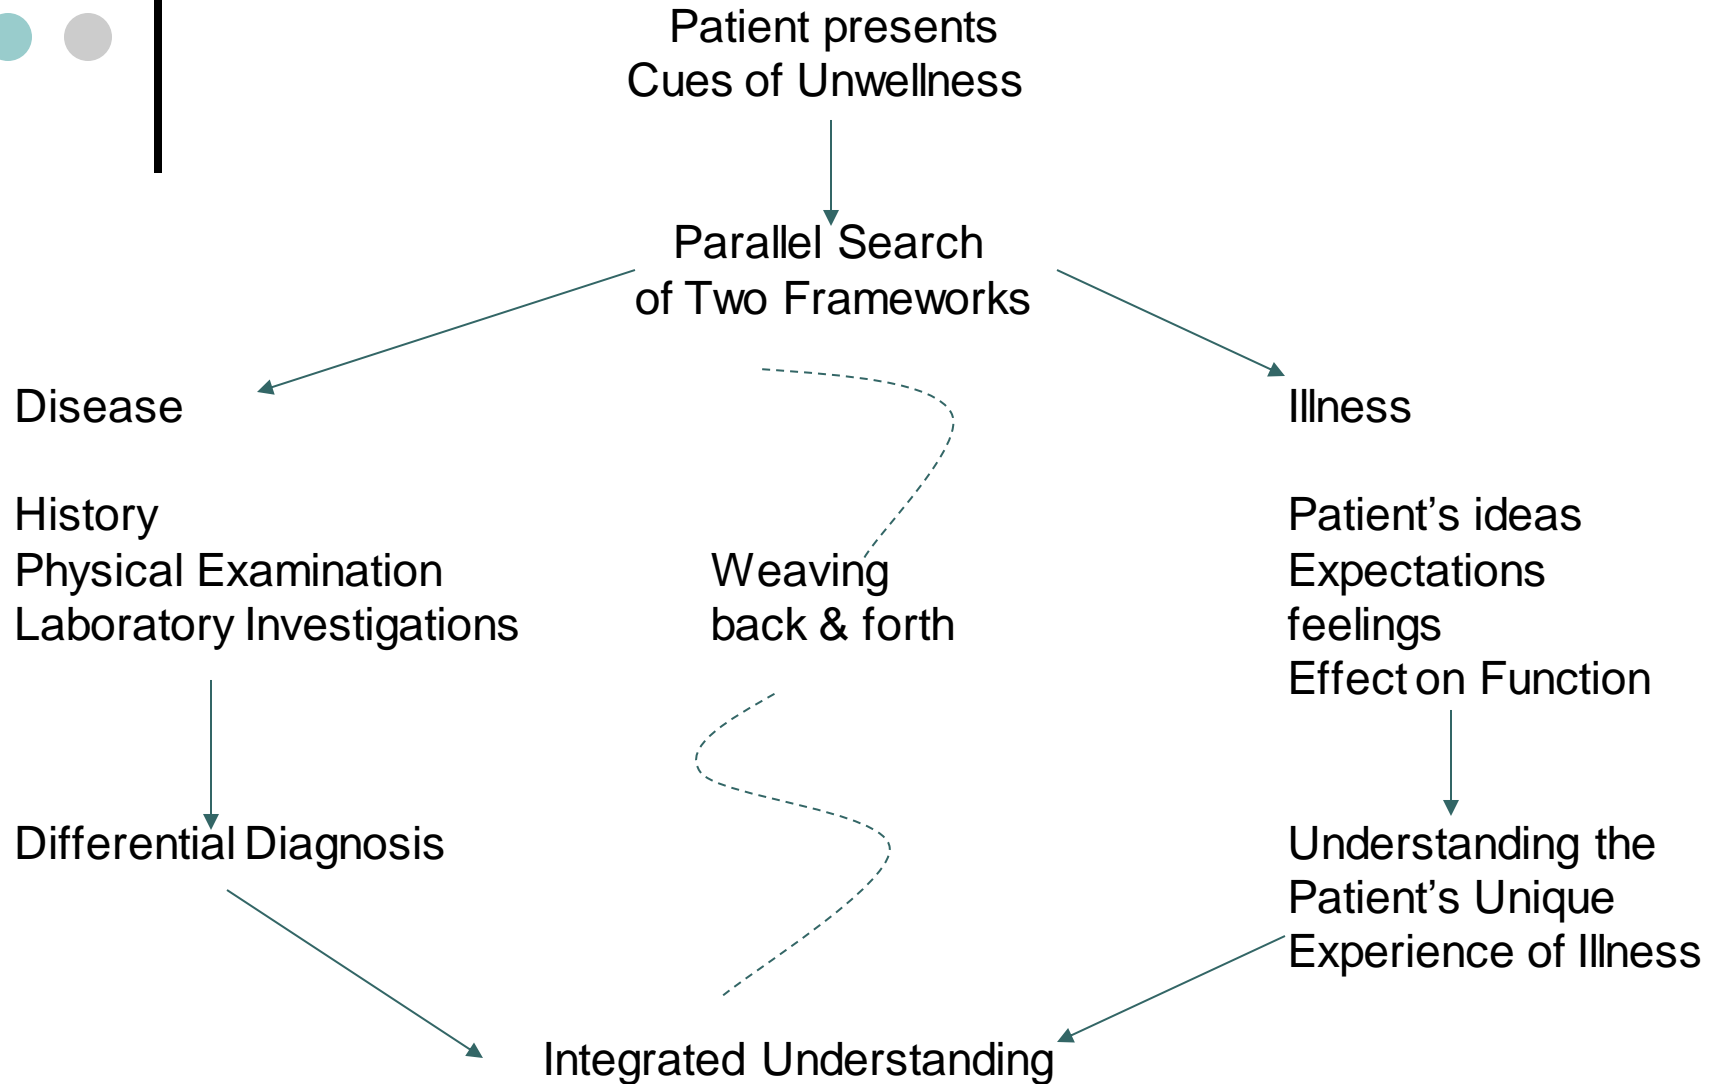 Patient presents
Cues of Unwellness
Parallel Search
of Two Frameworks
Disease
History
Physical Examination
Laboratory Investigations
Differential Diagnosis
Weaving
back & forth
Illness
Patient’s ideas
Expectations
feelings
Effect on Function
Understanding the
Patient’s Unique
Experience of Illness
Integrated Understanding